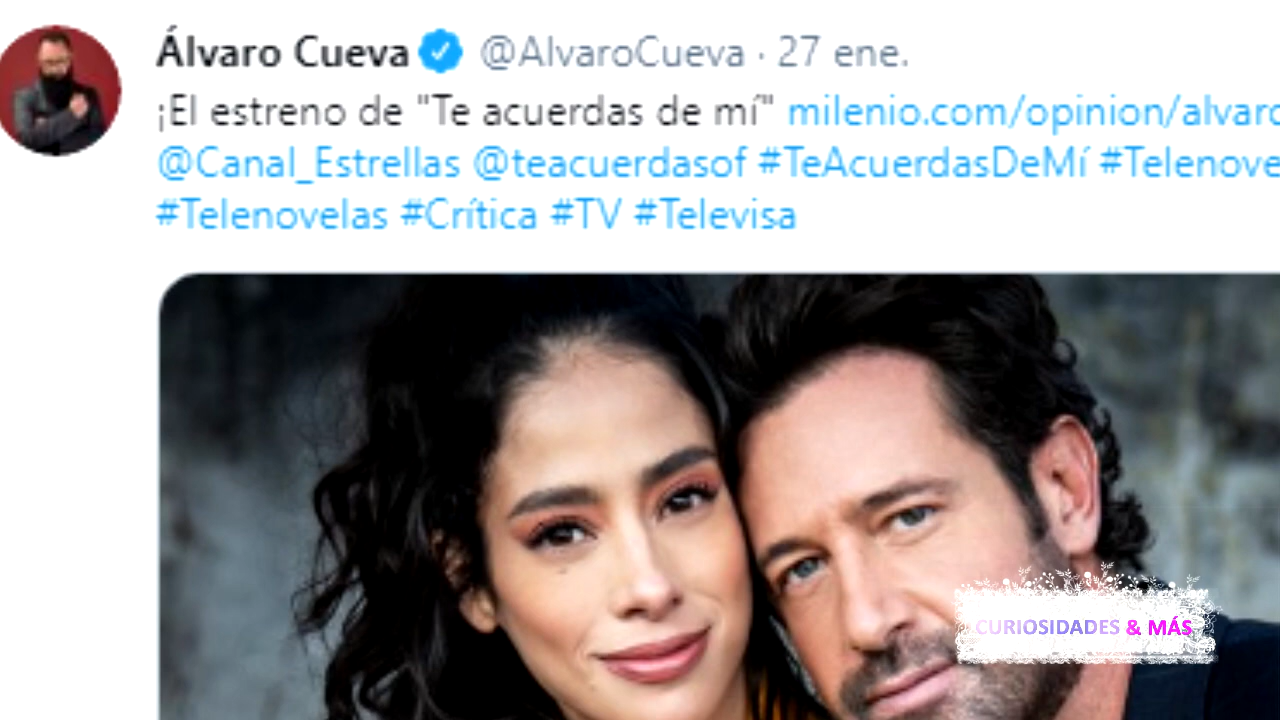 Álvaro Cueva @AlvaroCueva · 27 ene.
¡El estreno de "Te acuerdas de mí" milenio.com/opinion/alvaro
@Canal_Estrellas @teacuerdasof #TeAcuerdasDeMí #Telenove
#Telenovelas #Crítica #TV #Televisa
CURIOSIDADES & MÁS